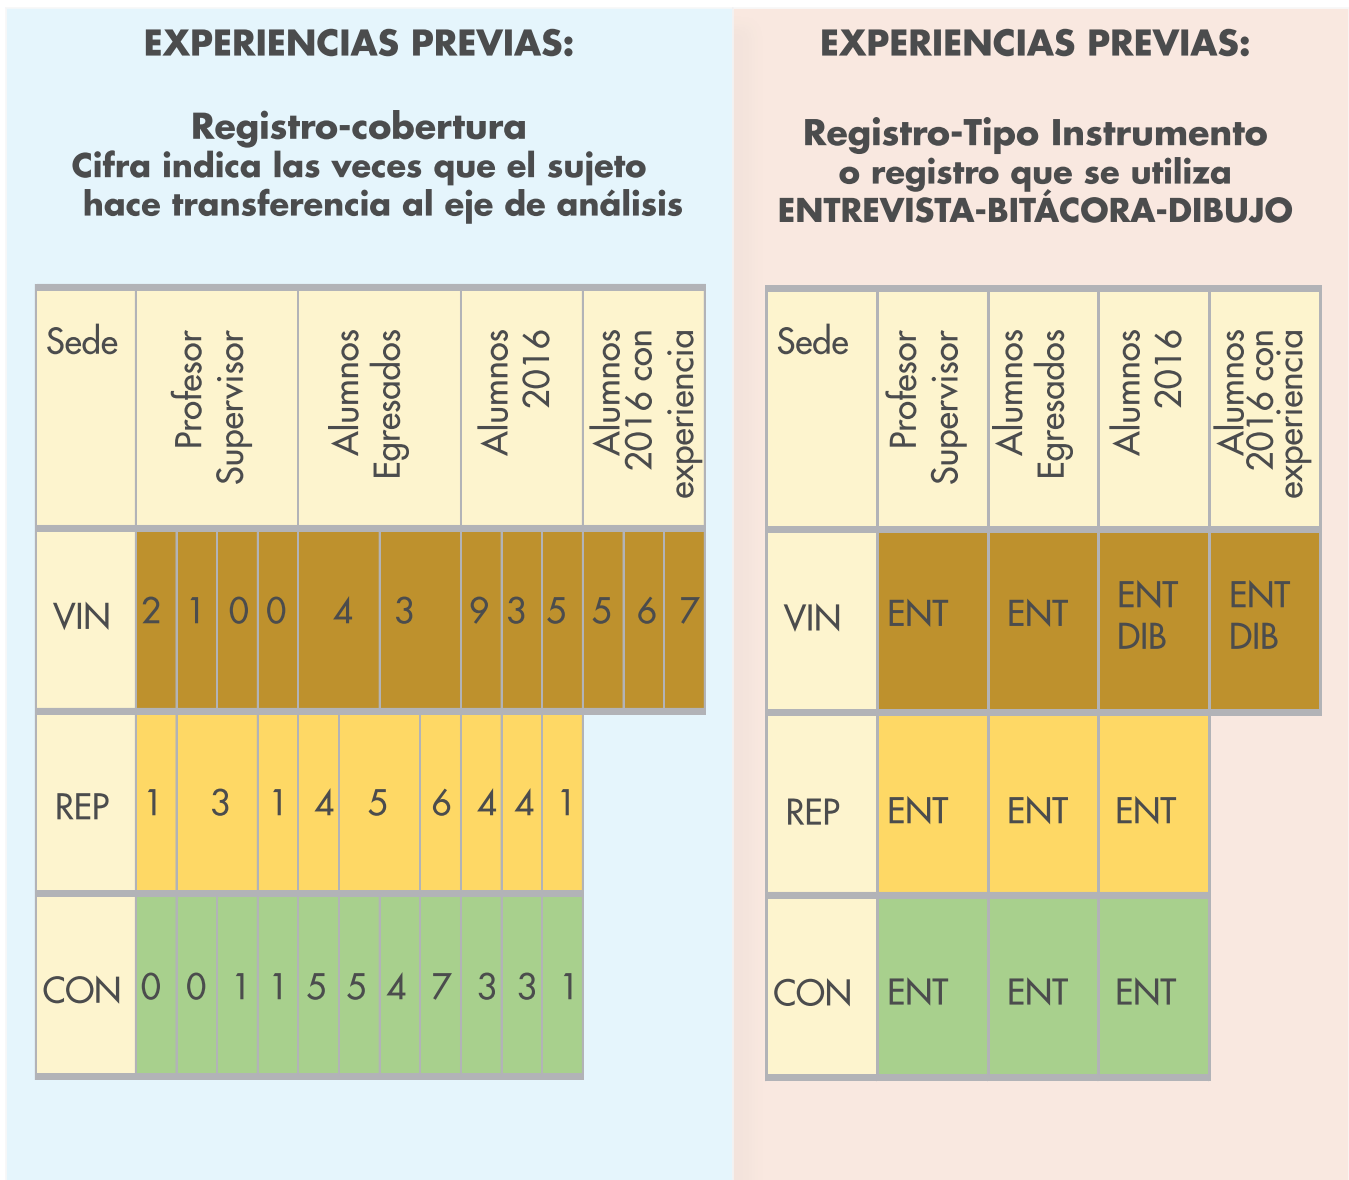 EXPERIENCIAS PREVIAS:
Registro-cobertura
Cifra indica las veces que el sujeto
hace transferencia al eje de análisis
Sede
Profesor
Supervisor
Alumnos
Egresados
Alumnos
2016
Alumnos
2016 con
experiencia
VIN 2 1 0 0 4 3 9 3 5 5 6 7
REP 1 3 1 4 5 6 4 4 1
CON 0 0 1 1 5 5 4 7 3 3 1
EXPERIENCIAS PREVIAS:
Registro-Tipo Instrumento
o registro que se utiliza
ENTREVISTA-BITÁCORA-DIBUJO
Sede
Profesor
Supervisor
Alumnos
Egresados
Alumnos
2016
Alumnos
2016 con
experiencia
VIN ENT ENT ENT ENT
DIB DIB
REP ENT ENT ENT
CON ENT ENT ENT